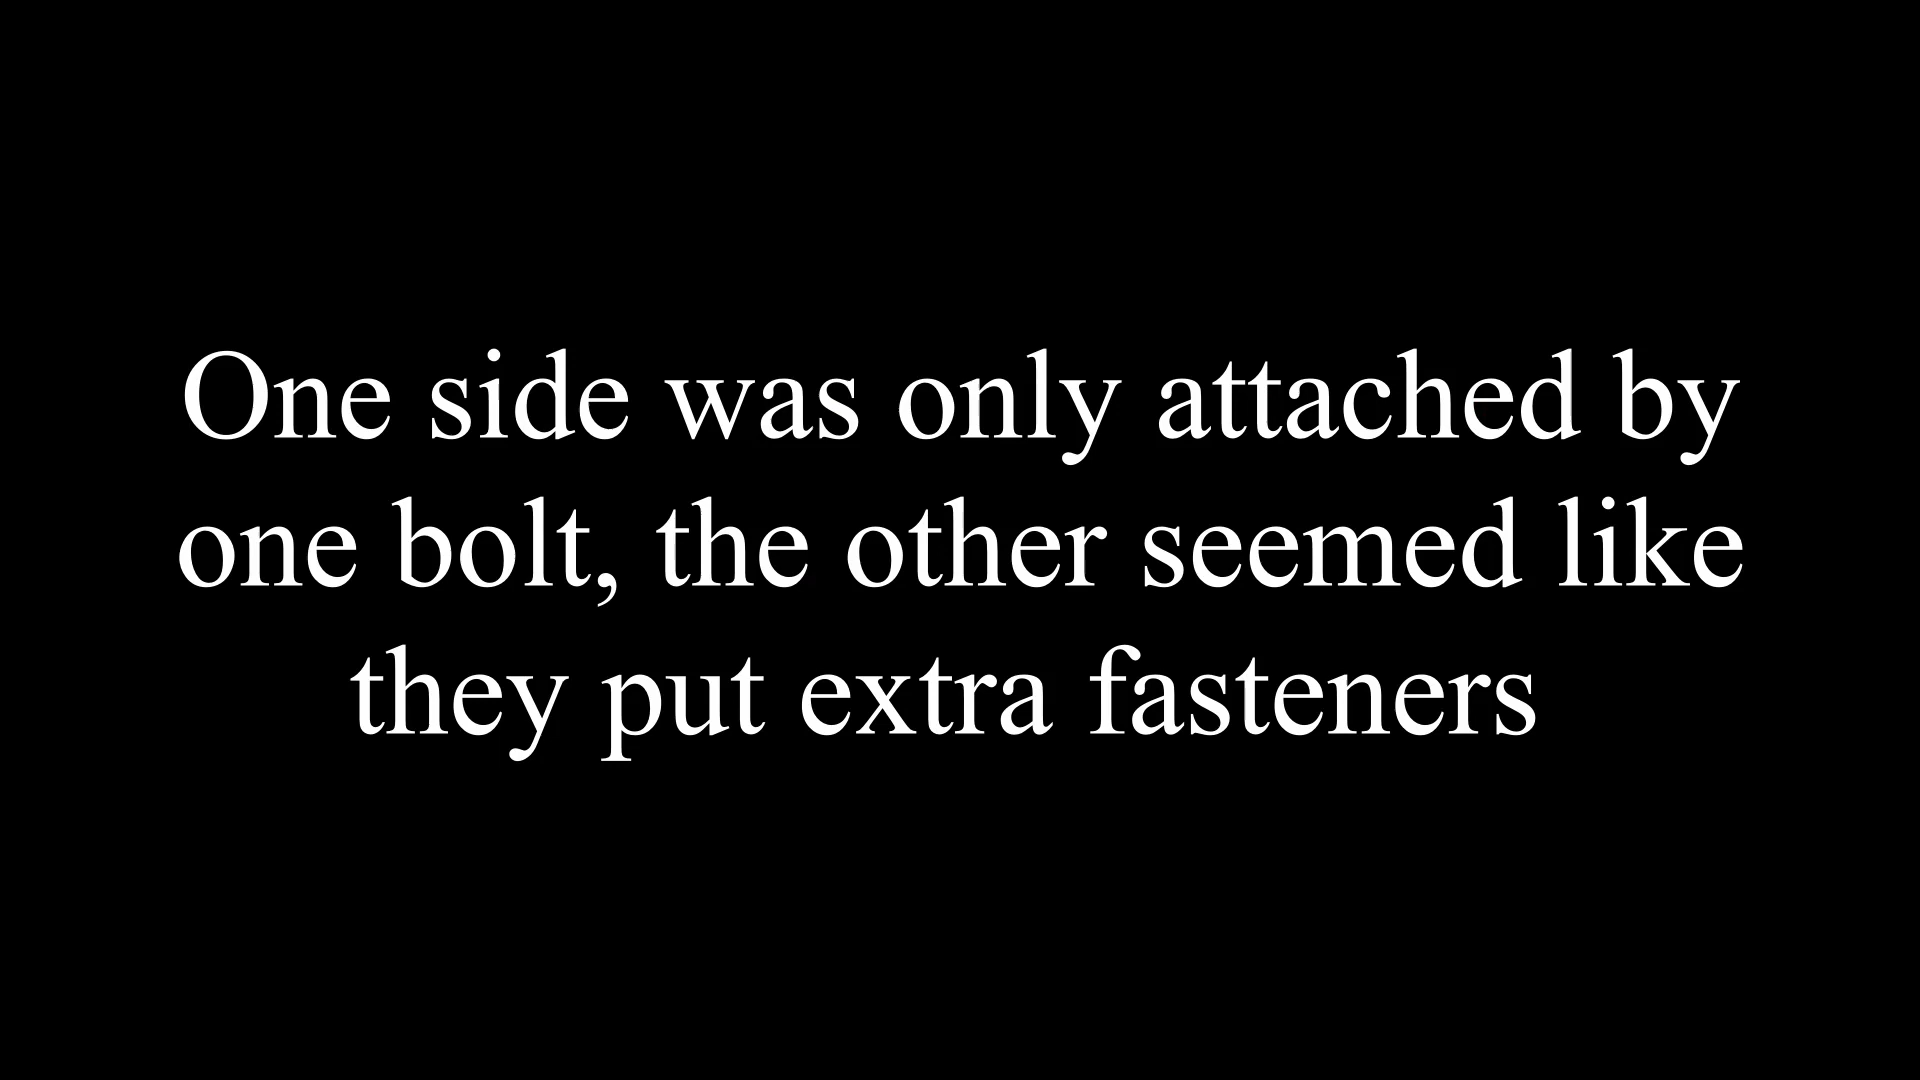 One side was only attached by
one bolt, the other seemed like
they put extra fasteners